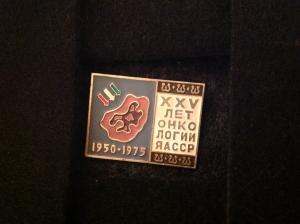 XXV
ЛЕТ
ОНКО
ЛОГИИ
ЯАССР
1950-1975